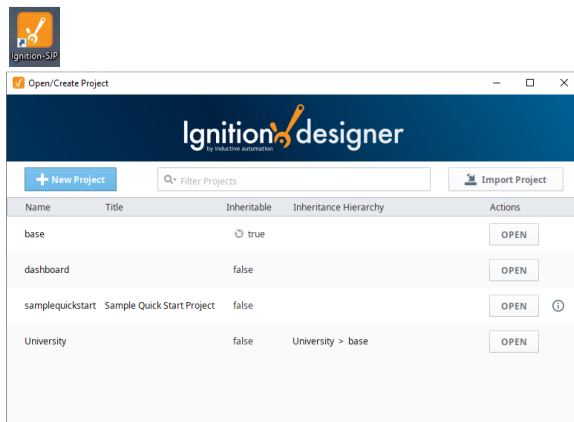 Ignition-SJP
Open/Create Project
Ignition designer
by inductive automation
New Project
Filter Projects
Import Project
Name Title Inheritable Inheritance Hierarchy Actions
base true OPEN
dashboard false OPEN
samplequickstart Sample Quick Start Project false OPEN
University false University > base OPEN